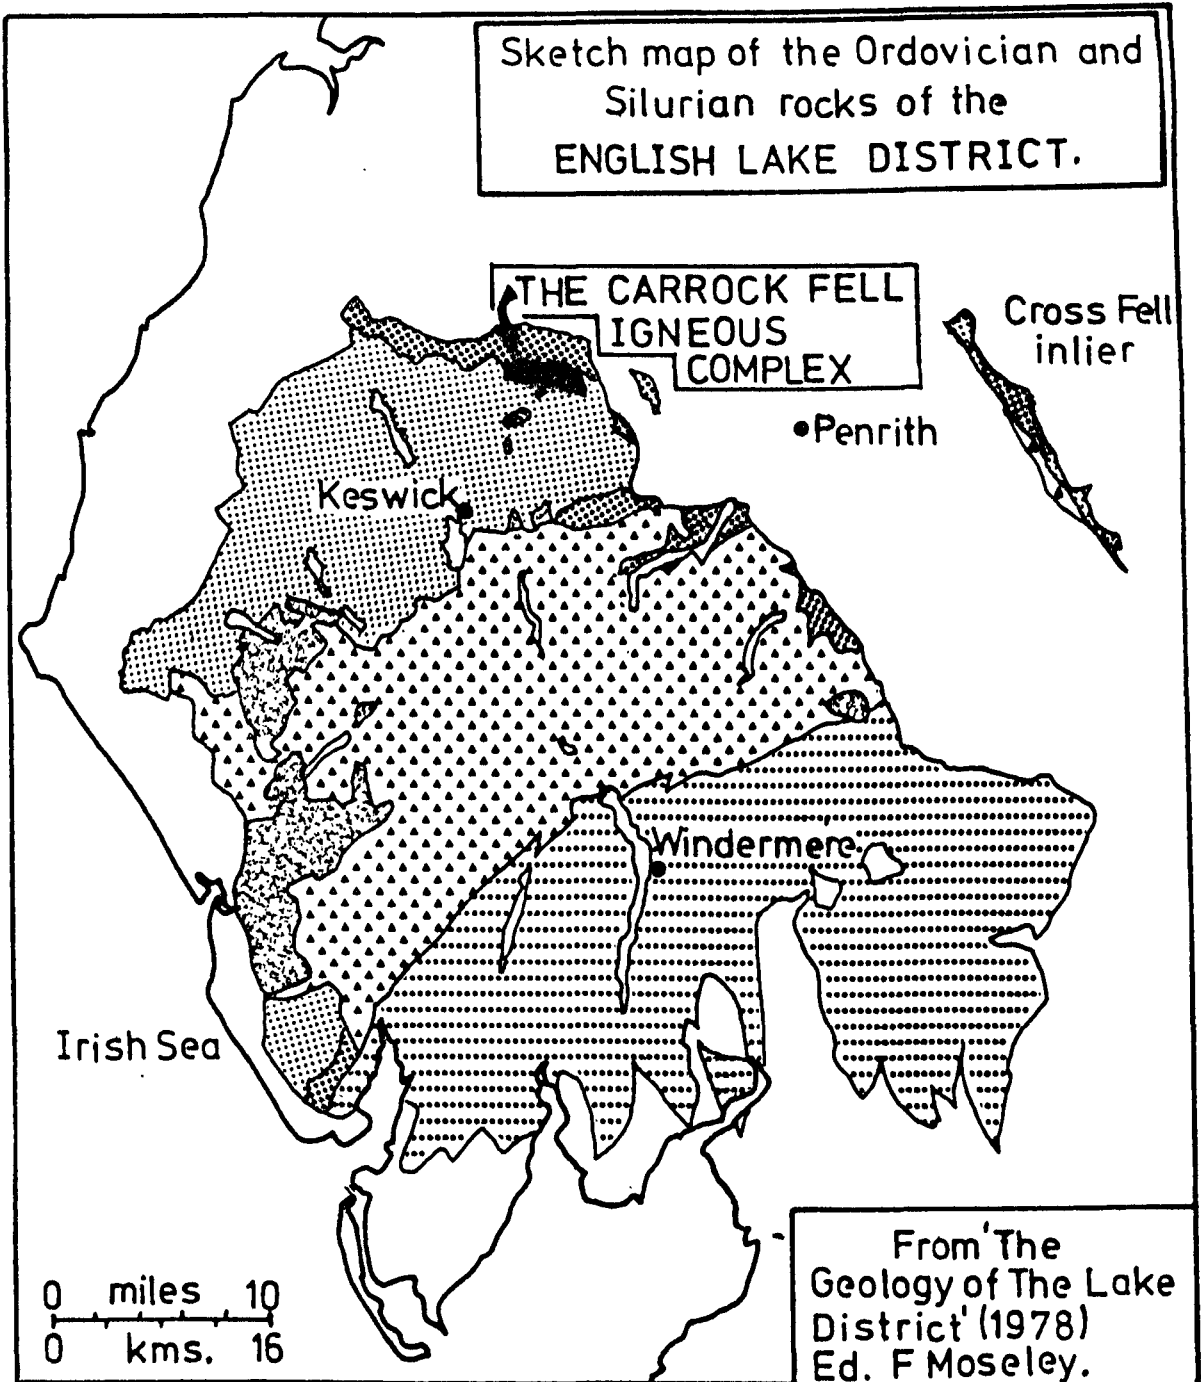 Sketch map of the Ordovician and
Silurian rocks of the
ENGLISH LAKE DISTRICT.
THE CARROCK FELL
IGNEOUS
COMPLEX
Cross Fell
inlier
Penrith
Keswick
Windermere
Irish Sea
0 miles 10
0 kms. 16
From 'The
Geology of The Lake
District' (1978)
Ed. F Moseley.